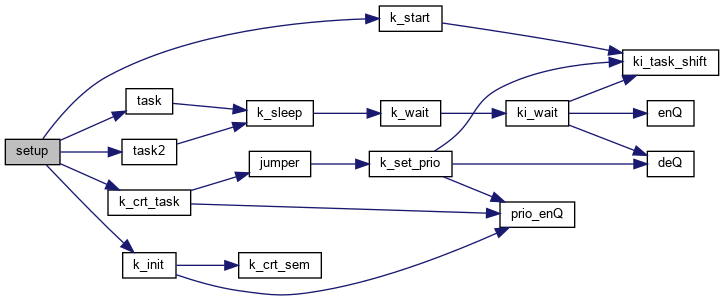 k_start
ki_task_shift
task
k_sleep
k_wait
ki_wait
enQ
setup
task2
jumper
k_set_prio
deQ
k_crt_task
prio_enQ
k_init
k_crt_sem